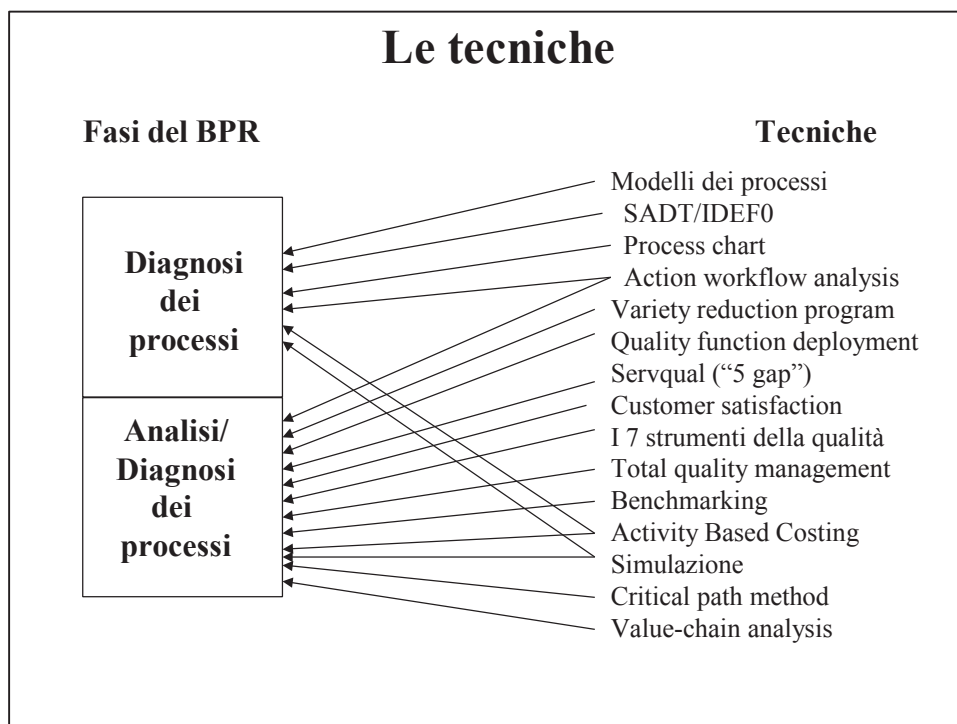 Le tecniche
Fasi del BPR
Tecniche
Diagnosi
dei
processi
Analisi/
Diagnosi
dei
processi
Modelli dei processi
SADT/IDEF0
Process chart
Action workflow analysis
Variety reduction program
Quality function deployment
Servqual (“5 gap”)
Customer satisfaction
I 7 strumenti della qualità
Total quality management
Benchmarking
Activity Based Costing
Simulazione
Critical path method
Value-chain analysis